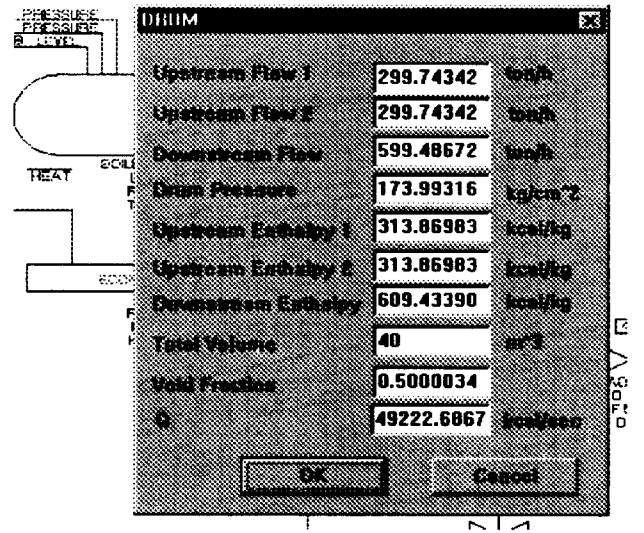 PRESSURE
PRESSURE
LEVEL
DRUM
Upstream Flow 1 299.74342 ton/h
Upstream Flow 2 299.74342 ton/h
Downstream Flow 599.48672 ton/h
Drum Pressure 173.99316 kg/cm^2
Upstream Enthalpy 1 313.86983 kcal/kg
Upstream Enthalpy 2 313.86983 kcal/kg
Downstream Enthalpy 609.43390 kcal/kg
Total Volume 40 m^3
Void Fraction 0.5000034
Q 49222.6867 kcal/sec
OK Cancel
HEAT